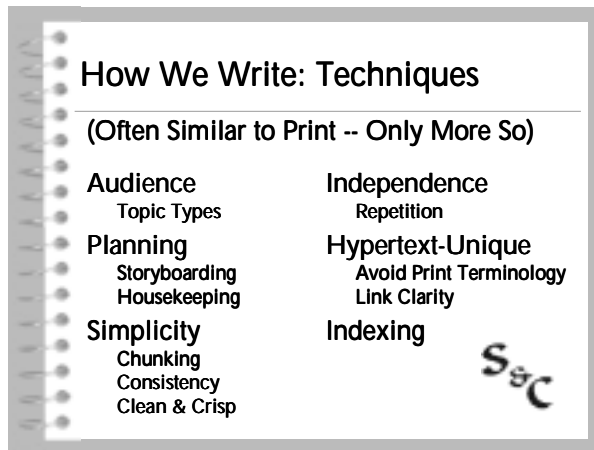 How We Write: Techniques
(Often Similar to Print -- Only More So)
Audience
Topic Types
Planning
Storyboarding
Housekeeping
Simplicity
Chunking
Consistency
Clean & Crisp
Independence
Repetition
Hypertext-Unique
Avoid Print Terminology
Link Clarity
Indexing
S&C